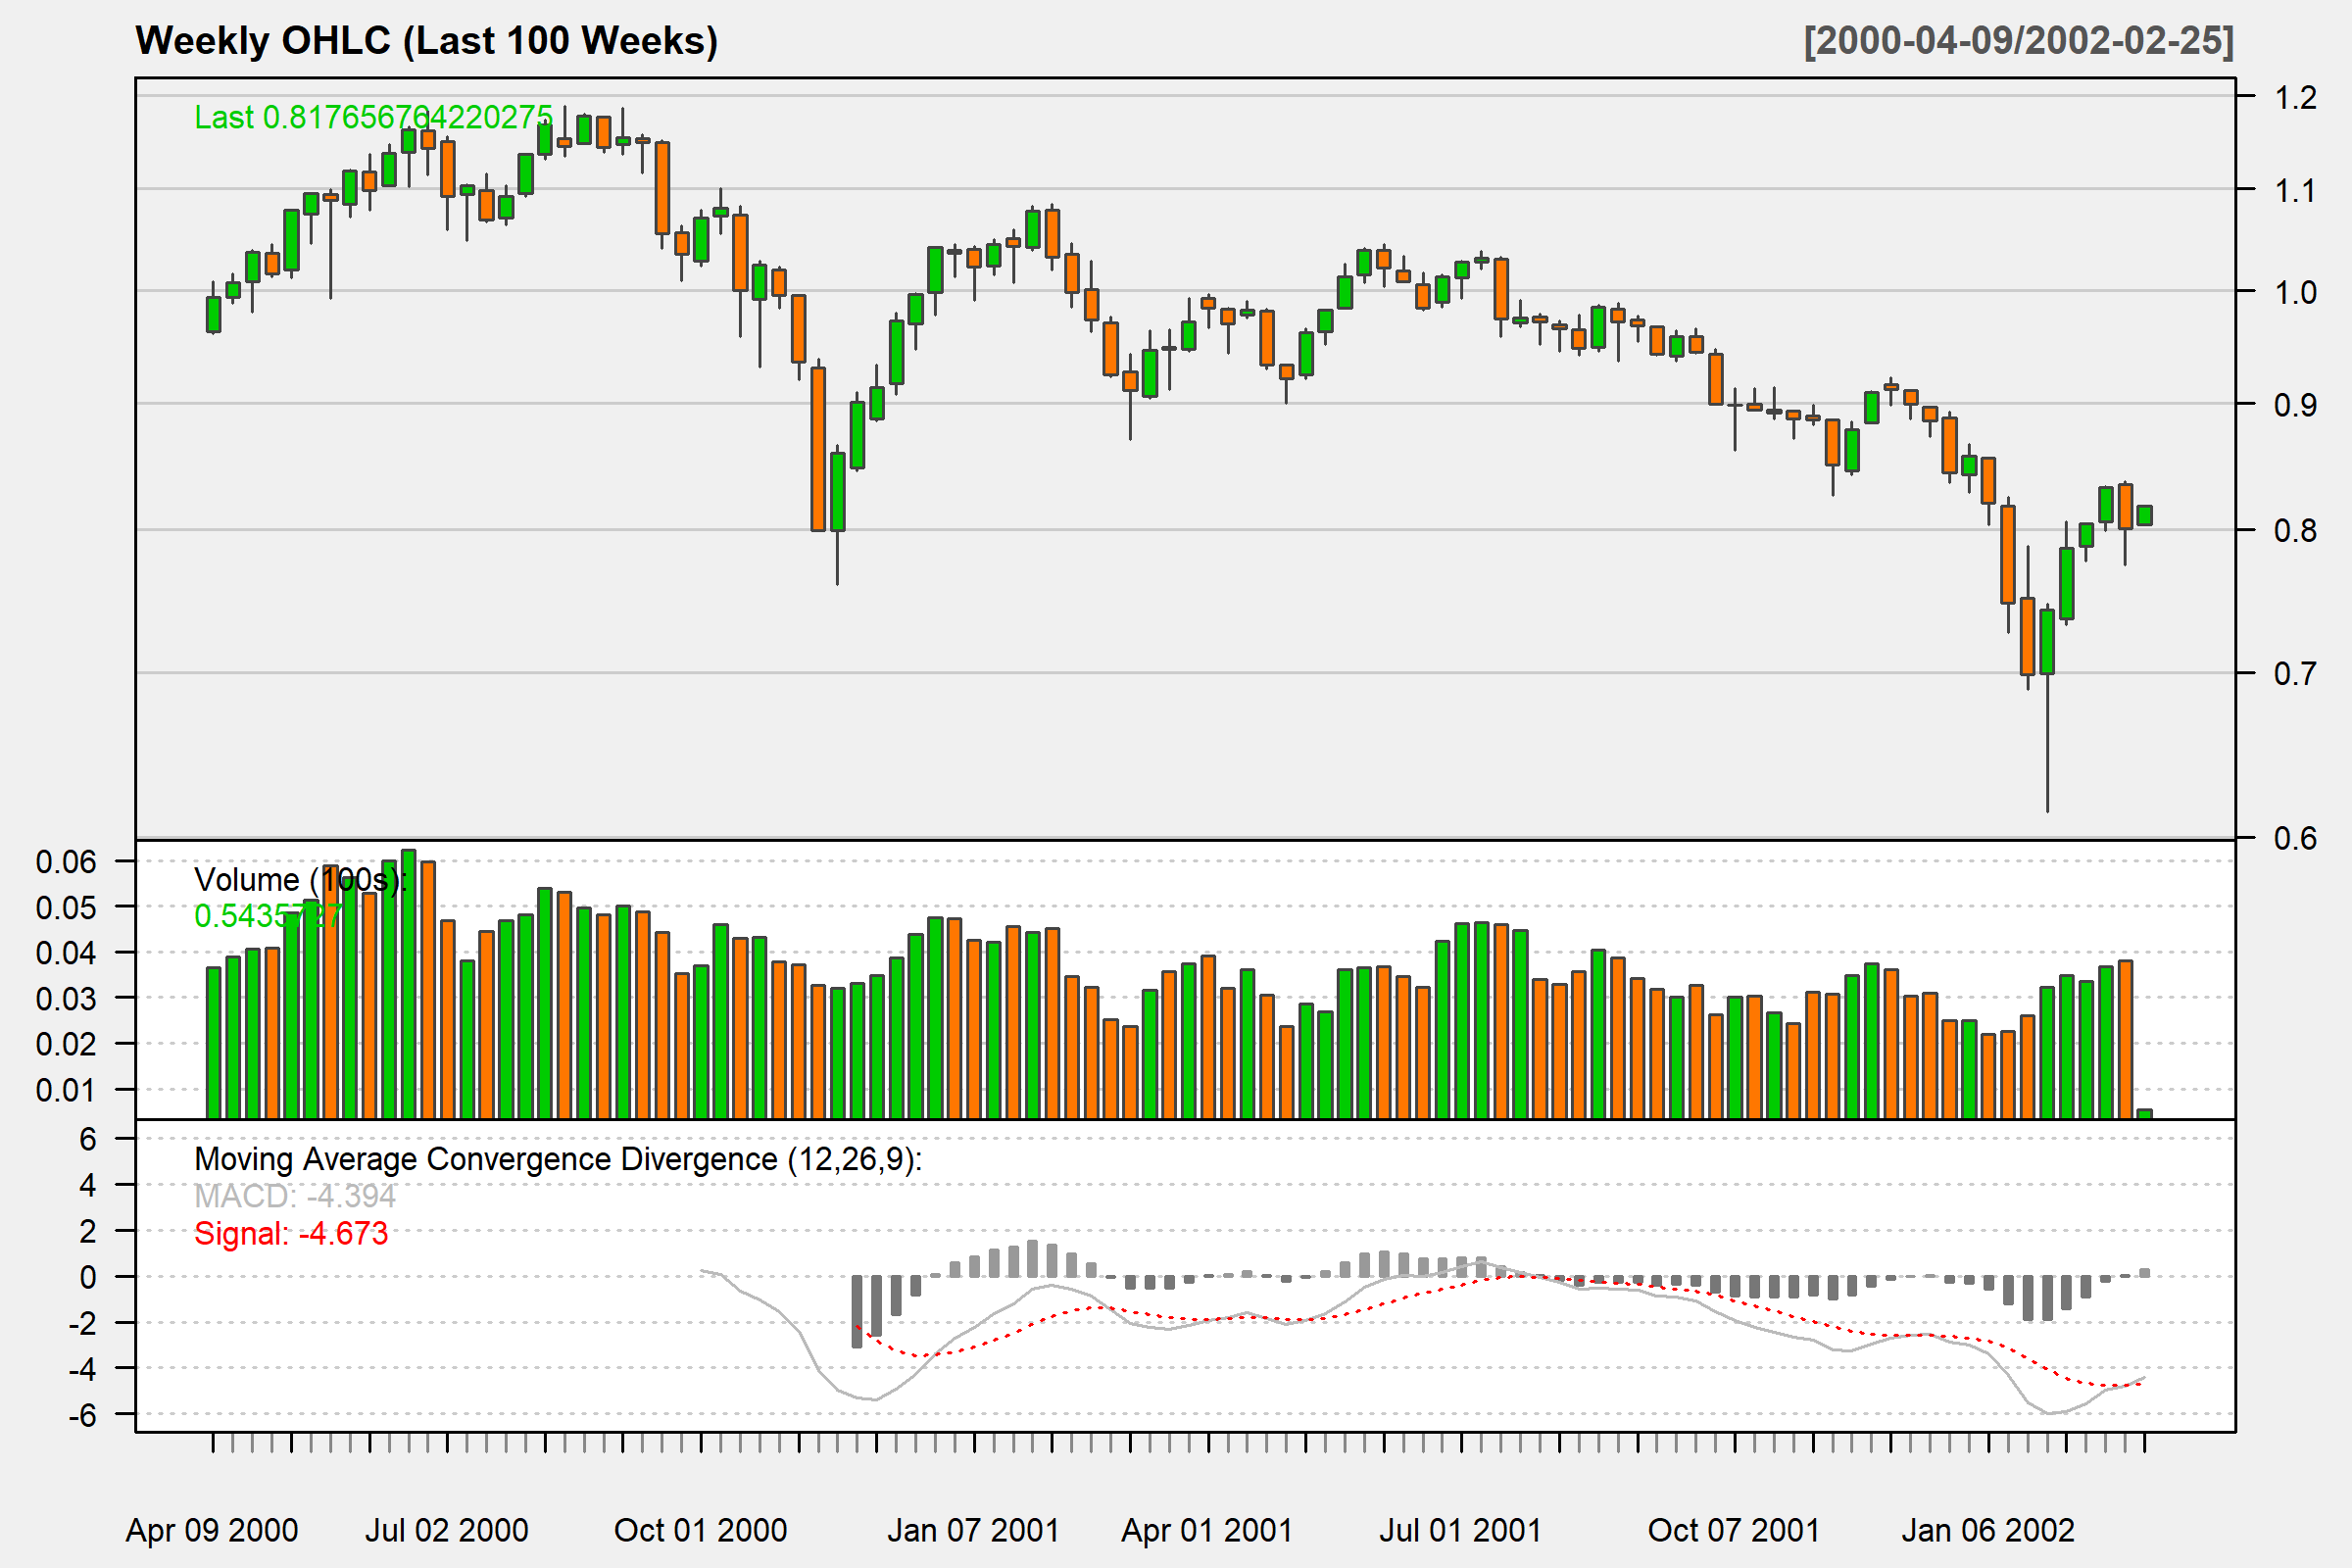 Weekly OHLC (Last 100 Weeks)
[2000-04-09/2002-02-25]
Last 0.817656764220275
1.2
1.1
1.0
0.9
0.8
0.7
0.6
Volume (100s):
0.5435727
0.06
0.05
0.04
0.03
0.02
0.01
Moving Average Convergence Divergence (12,26,9):
MACD: -4.394
Signal: -4.673
6
4
2
0
-2
-4
-6
Apr 09 2000
Jul 02 2000
Oct 01 2000
Jan 07 2001
Apr 01 2001
Jul 01 2001
Oct 07 2001
Jan 06 2002